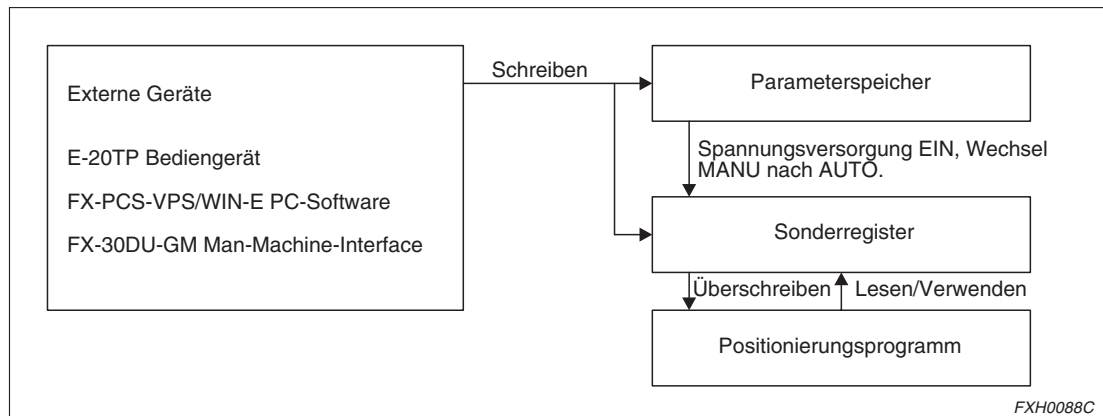 Externe Geräte
E-20TP Bediengerät
FX-PCS-VPS/WIN-E PC-Software
FX-30DU-GM Man-Machine-Interface
Schreiben
Parameterspeicher
Spannungsversorgung EIN, Wechsel
MANU nach AUTO.
Sonderregister
Überschreiben
Lesen/Verwenden
Positionierungsprogramm
FXH0088C